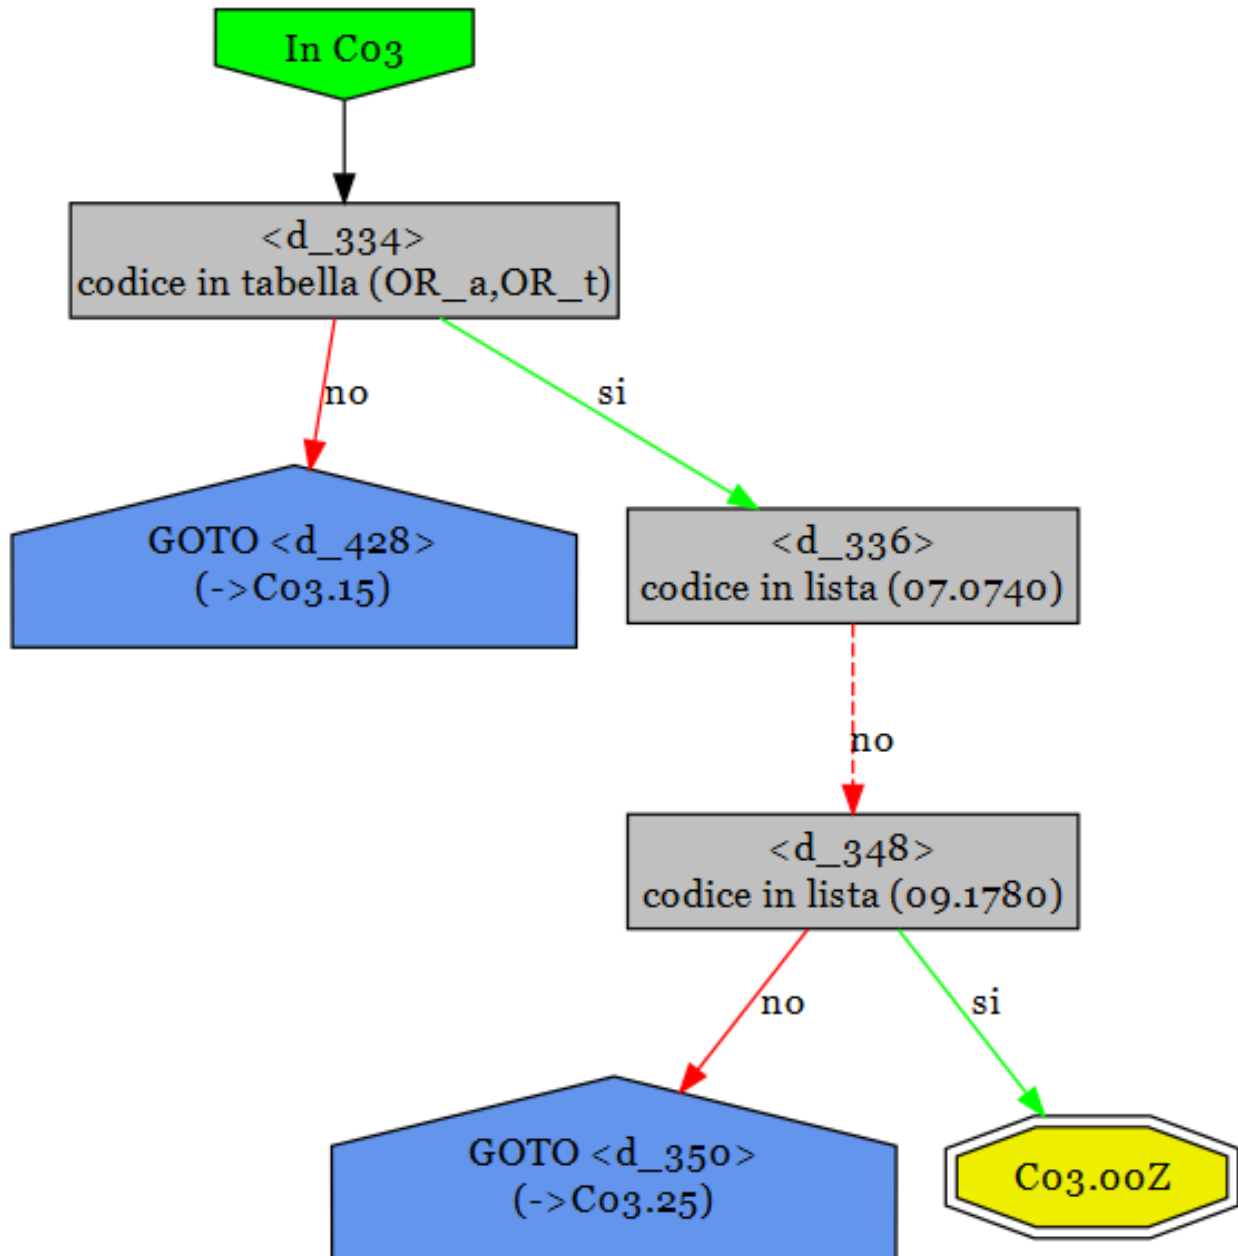 In C03
<d_334>
codice in tabella (OR_a,OR_t)
no
si
GOTO <d_428>
(->C03.15)
<d_336>
codice in lista (07.0740)
no
<d_348>
codice in lista (09.1780)
no
si
GOTO <d_350>
(->C03.25)
C03.00Z